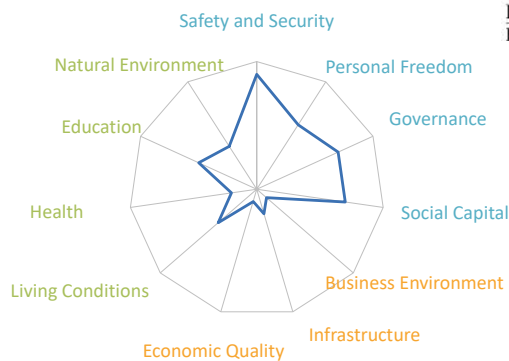 Safety and Security
Natural Environment
Personal Freedom
Education
Governance
Health
Social Capital
Living Conditions
Business Environment
Infrastructure
Economic Quality